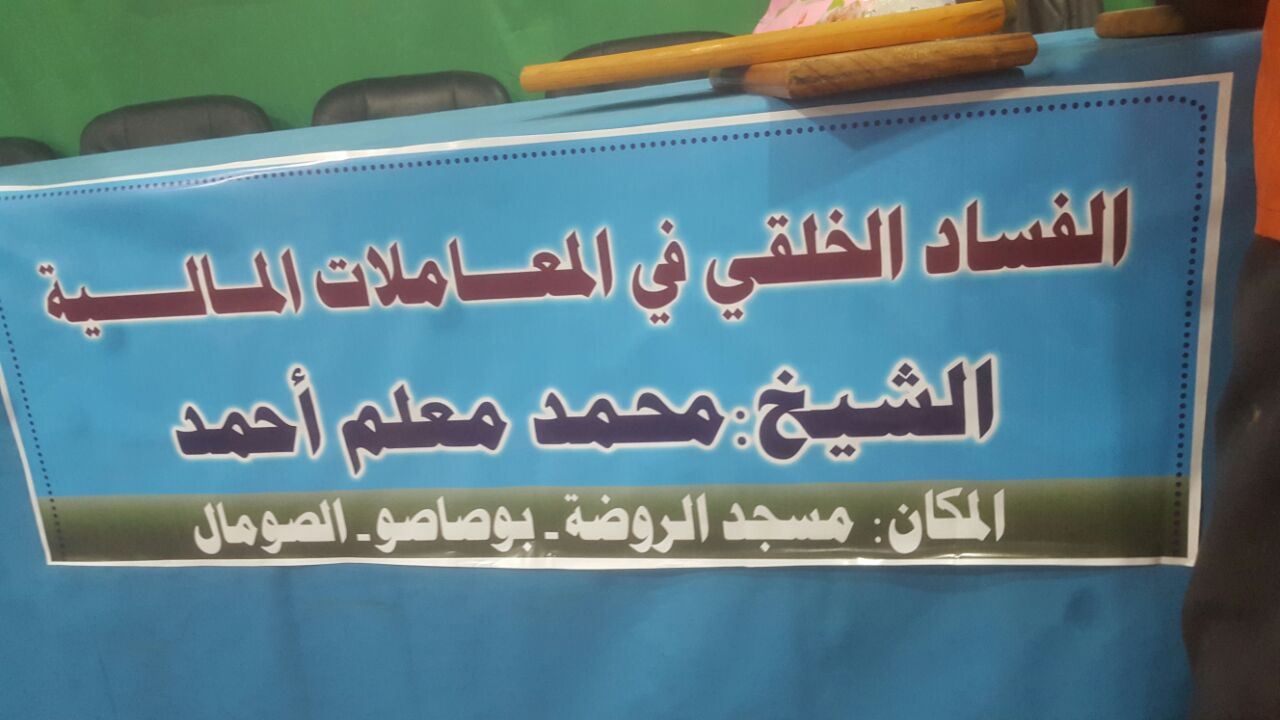 الفساد الخلقي في المعاملات المالية
الشيخ: محمد معلم أحمد
المكان: مسجد الروضة - بوصاصو - الصومال